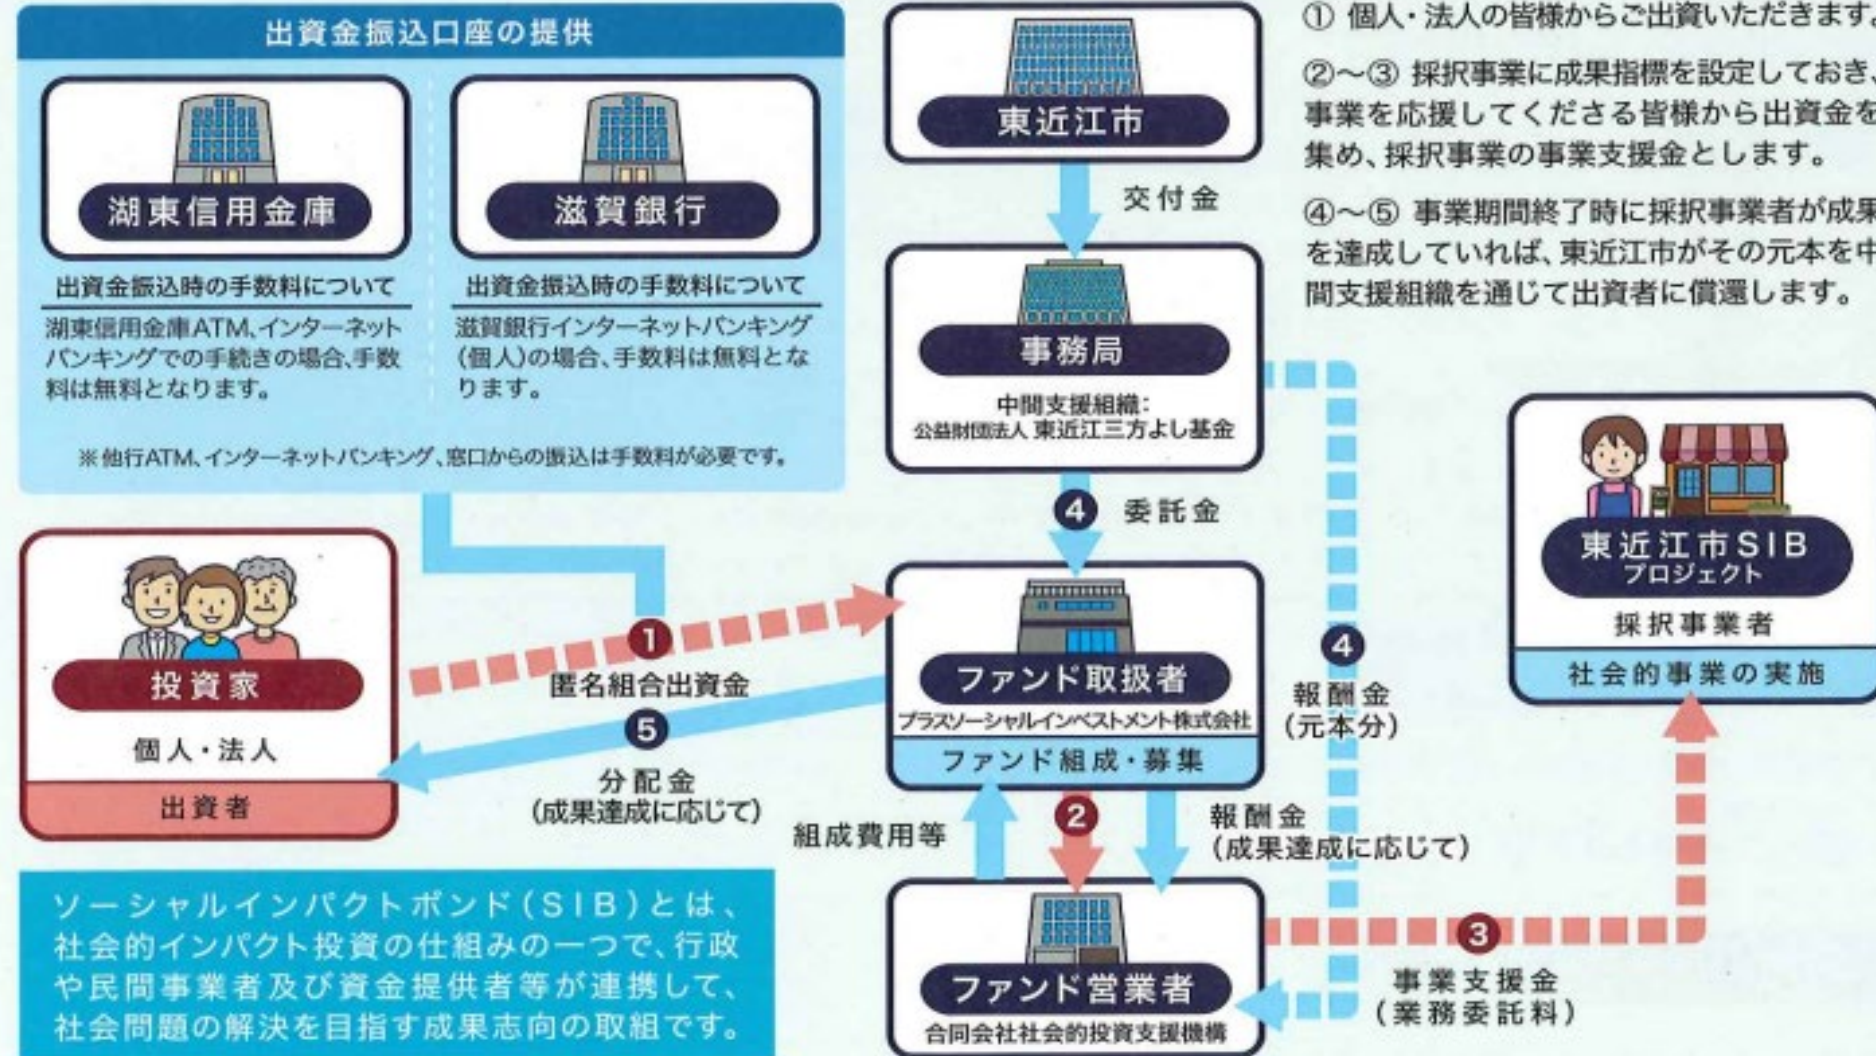 出資金振込口座の提供
湖東信用金庫
出資金振込時の手数料について
湖東信用金庫ATM、インターネット
バンキングでの手続きの場合、手数
料は無料となります。
滋賀銀行
出資金振込時の手数料について
滋賀銀行インターネットバンキング
(個人)の場合、手数料は無料とな
ります。
※他行ATM、インターネットバンキング、窓口からの振込は手数料が必要です。
東近江市
交付金
事務局
中間支援組織:
公益財団法人 東近江三方よし基金
④ 委託金
① 個人・法人の皆様からご出資いただきます。
②~③ 採択事業に成果指標を設定しておき、
事業を応援してくださる皆様から出資金を
集め、採択事業の事業支援金とします。
④~⑤ 事業期間終了時に採択事業者が成果
を達成していれば、東近江市がその元本を中
間支援組織を通じて出資者に償還します。
投資家
個人・法人
出資者
①
匿名組合出資金
⑤
分配金
(成果達成に応じて)
ファンド取扱者
プラスソーシャルインベストメント株式会社
ファンド組成・募集
④
報酬金
(元本分)
東近江市SIB
プロジェクト
採択事業者
社会的事業の実施
組成費用等
②
報酬金
(成果達成に応じて)
ファンド営業者
合同会社社会的投資支援機構
③
事業支援金
(業務委託料)
ソーシャルインパクトボンド(SIB)とは、
社会的インパクト投資の仕組みの一つで、行政
や民間事業者及び資金提供者等が連携して、
社会問題の解決を目指す成果志向の取組です。